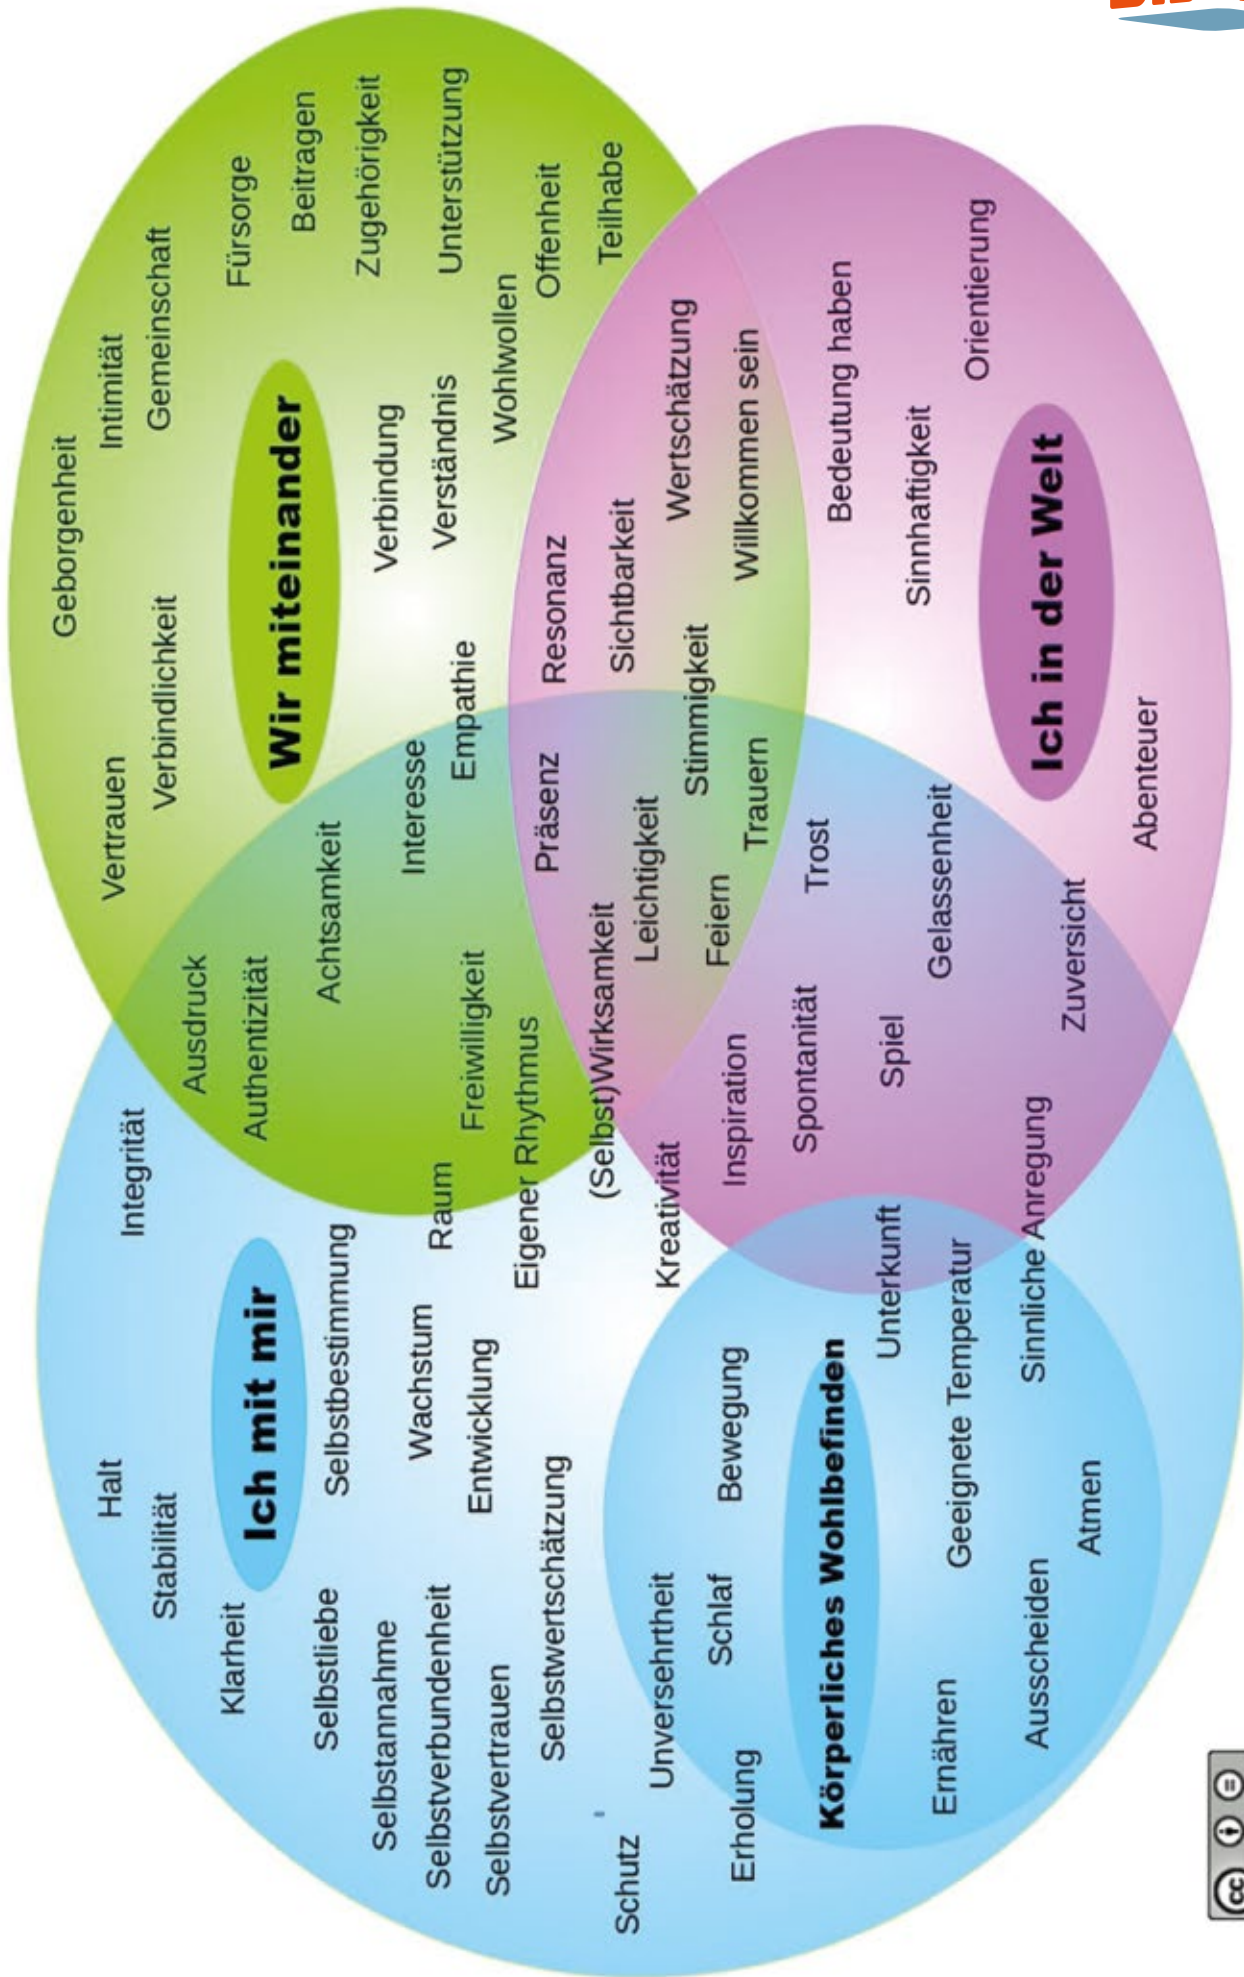 Geborgenheit
Halt
Integrität
Vertrauen
Intimität
Stabilität
Verbindlichkeit
Gemeinschaft
Ausdruck
Klarheit
Fürsorge
Ich mit mir
Authentizität
Wir miteinander
Beitragen
Selbstliebe
Selbstbestimmung
Achtsamkeit
Zugehörigkeit
Selbstannahme
Verbindung
Wachstum
Interesse
Selbstverbundenheit
Raum
Verständnis
Unterstützung
Empathie
Entwicklung
Freiwilligkeit
Selbstvertrauen
Wohlwollen
Eigener Rhythmus
Offenheit
Selbstwertschätzung
Präsenz
Resonanz
(Selbst)Wirksamkeit
Teilhabe
Schutz
Sichtbarkeit
Leichtigkeit
Unversehrtheit
Kreativität
Wertschätzung
Stimmigkeit
Schlaf
Feiern
Bewegung
Inspiration
Erholung
Trauern
Willkommen sein
Spontanität
Trost
Körperliches Wohlbefinden
Bedeutung haben
Unterkunft
Spiel
Sinnhaftigkeit
Ernähren
Geeignete Temperatur
Gelassenheit
Orientierung
Ausscheiden
Sinnliche Anregung
Ich in der Welt
Atmen
Zuversicht
Abenteuer
cc